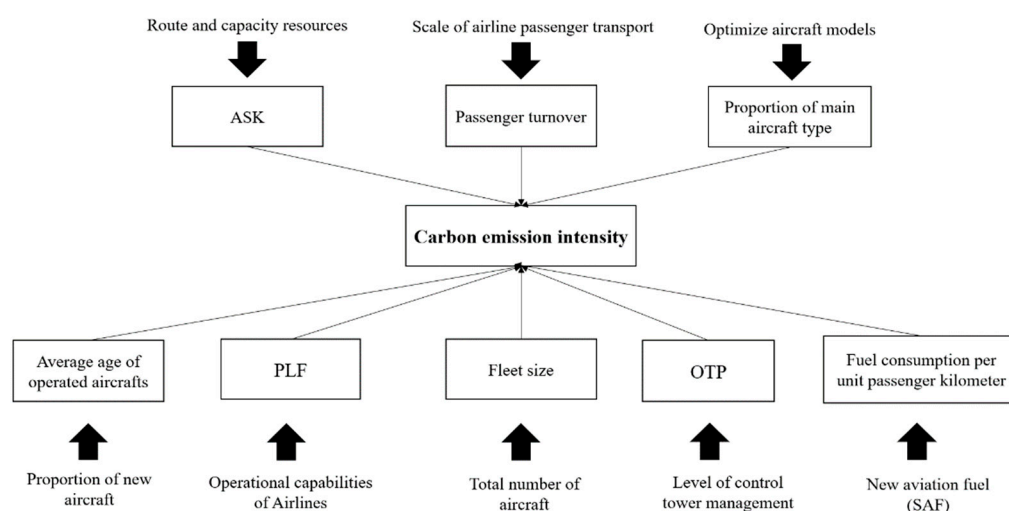 Route and capacity resources
Scale of airline passenger transport
Optimize aircraft models
ASK
Passenger turnover
Proportion of main
aircraft type
Carbon emission intensity
Average age of
operated aircrafts
PLF
Fleet size
OTP
Fuel consumption per
unit passenger kilometer
Proportion of new
aircraft
Operational capabilities
of Airlines
Total number of
aircraft
Level of control
tower management
New aviation fuel
(SAF)